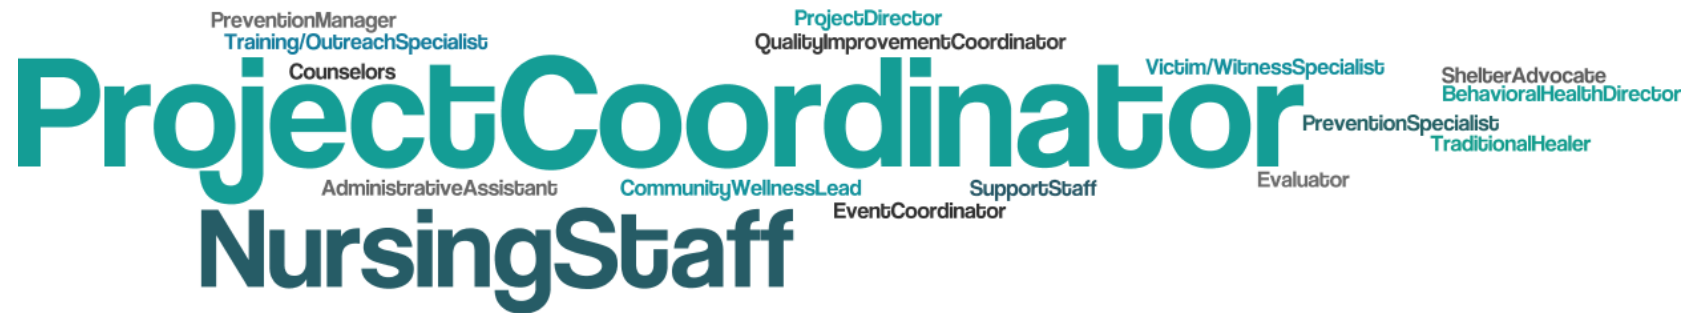 PreventionManager
ProjectDirector
Training/OutreachSpecialist
QualityImprovementCoordinator
Counselors
Victim/WitnessSpecialist
ShelterAdvocate
BehavioralHealthDirector
ProjectCoordinator
PreventionSpecialist
TraditionalHealer
AdministrativeAssistant
CommunityWellnessLead
SupportStaff
Evaluator
EventCoordinator
NursingStaff